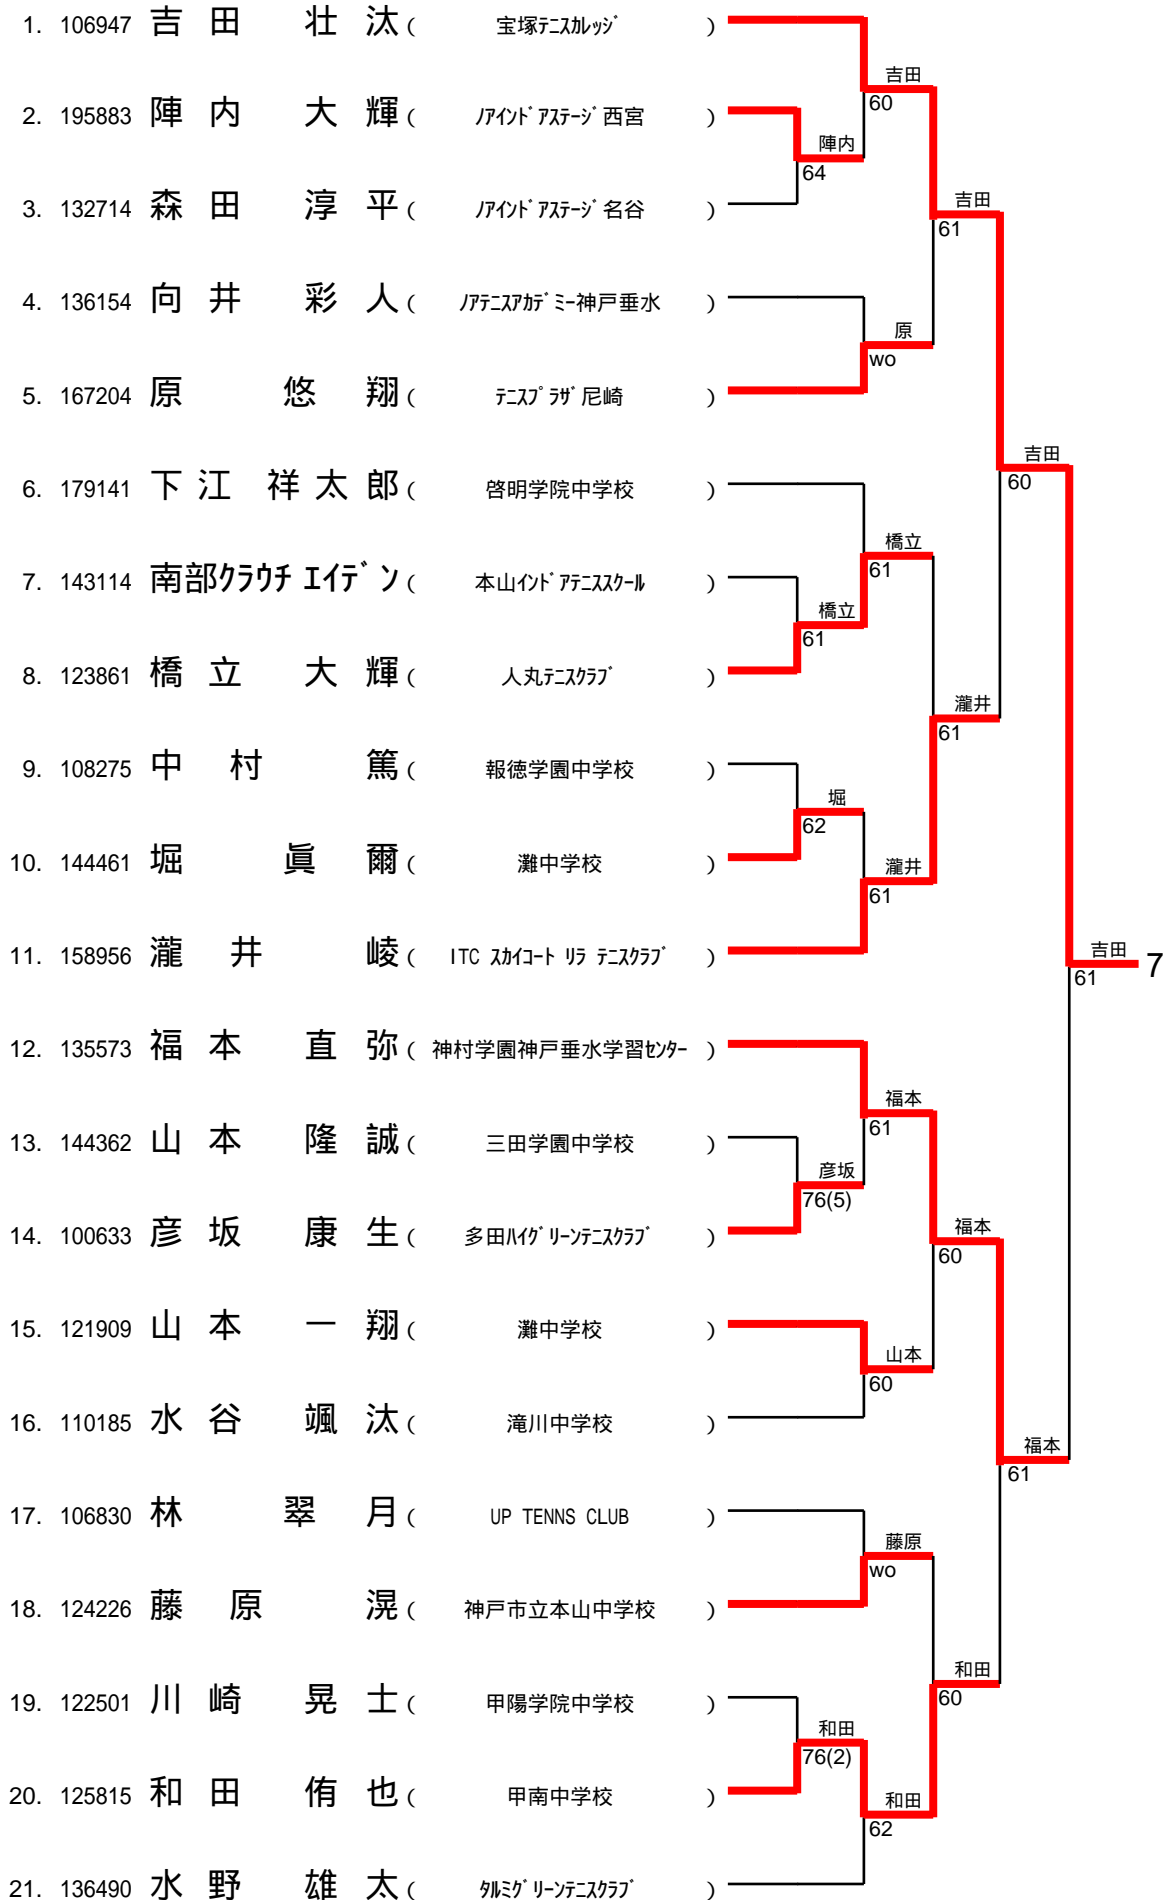 1. 106947 吉田 壮汰 ( 宝塚ﾃﾆｽｶﾚｯｼﾞ )
吉田
60
2. 195883 陣内 大輝 ( ﾉｱｲﾝﾄﾞｱｽﾃｰｼﾞ西宮 )
陣内
64
3. 132714 森田 淳平 ( ﾉｱｲﾝﾄﾞｱｽﾃｰｼﾞ名谷 )
吉田
61
4. 136154 向井 彩人 ( ﾉｱﾃﾆｽｱｶﾃﾞﾐｰ神戸垂水 )
原
wo
5. 167204 原 悠翔 ( ﾃﾆｽﾌﾟﾗｻﾞ尼崎 )
吉田
60
6. 179141 下江 祥太郎 ( 啓明学院中学校 )
橋立
61
7. 143114 南部ｸﾗｳﾁ ｴｲﾃﾞﾝ ( 本山ｲﾝﾄﾞｱﾃﾆｽｽｸｰﾙ )
橋立
61
8. 123861 橋立 大輝 ( 人丸ﾃﾆｽｸﾗﾌﾞ )
瀧井
61
9. 108275 中村 篤 ( 報徳学園中学校 )
堀
62
10. 144461 堀 眞爾 ( 灘中学校 )
瀧井
61
11. 158956 瀧井 崚 ( ITC ｽｶｲｺｰﾄ ﾘﾗ ﾃﾆｽｸﾗﾌﾞ )
吉田
61
7
12. 135573 福本 直弥 ( 神村学園神戸垂水学習ｾﾝﾀｰ )
福本
61
13. 144362 山本 隆誠 ( 三田学園中学校 )
彦坂
76(5)
14. 100633 彦坂 康生 ( 多田ﾊｲｸﾞﾘｰﾝﾃﾆｽｸﾗﾌﾞ )
福本
60
15. 121909 山本 一翔 ( 灘中学校 )
山本
60
16. 110185 水谷 颯汰 ( 滝川中学校 )
福本
61
17. 106830 林 翠月 ( UP TENNS CLUB )
藤原
wo
18. 124226 藤原 滉 ( 神戸市立本山中学校 )
和田
60
19. 122501 川崎 晃士 ( 甲陽学院中学校 )
和田
76(2)
20. 125815 和田 侑也 ( 甲南中学校 )
和田
62
21. 136490 水野 雄太 ( ﾀﾙﾐｸﾞﾘｰﾝﾃﾆｽｸﾗﾌﾞ )